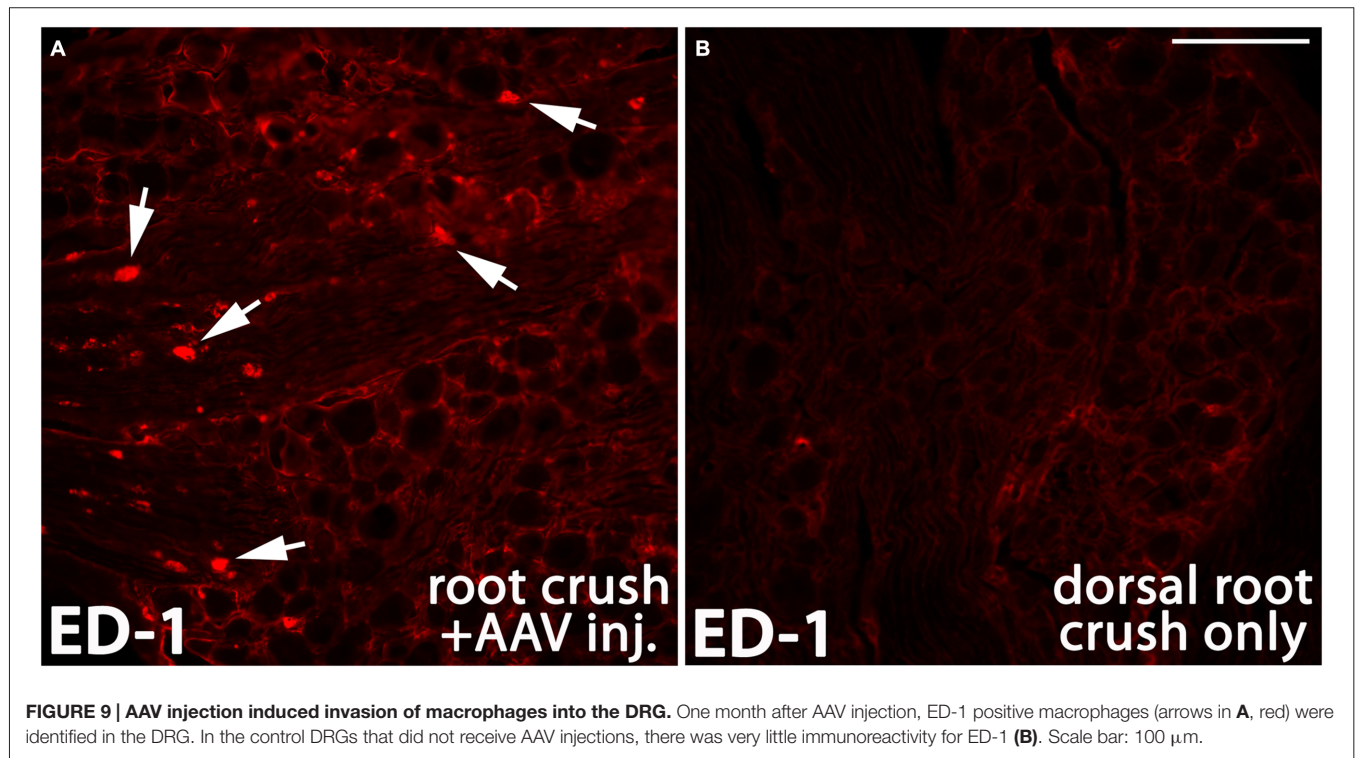 A
ED-1
root crush
+AAV inj.
B
ED-1
dorsal root
crush only
FIGURE 9 | AAV injection induced invasion of macrophages into the DRG. One month after AAV injection, ED-1 positive macrophages (arrows in A, red) were
identified in the DRG. In the control DRGs that did not receive AAV injections, there was very little immunoreactivity for ED-1 (B). Scale bar: 100 μm.